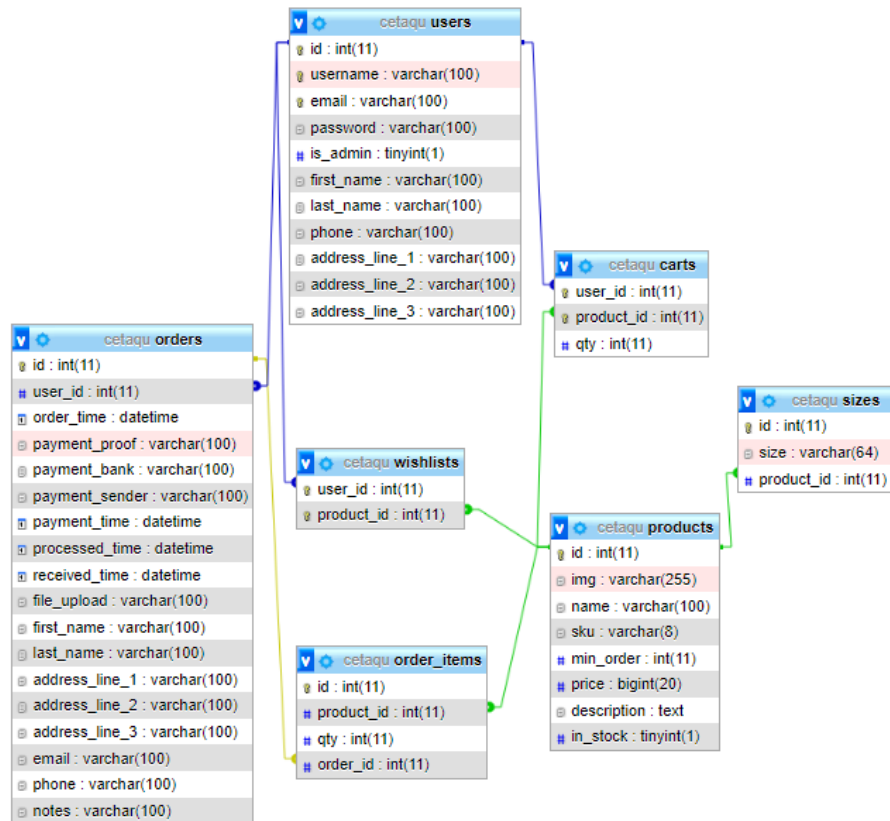 cetaqu users
id : int(11)
username : varchar(100)
email : varchar(100)
password : varchar(100)
is_admin : tinyint(1)
first_name : varchar(100)
last_name : varchar(100)
phone : varchar(100)
address_line_1 : varchar(100)
address_line_2 : varchar(100)
address_line_3 : varchar(100)
cetaqu carts
user_id : int(11)
product_id : int(11)
qty : int(11)
cetaqu orders
id : int(11)
user_id : int(11)
order_time : datetime
payment_proof : varchar(100)
payment_bank : varchar(100)
payment_sender : varchar(100)
payment_time : datetime
processed_time : datetime
received_time : datetime
file_upload : varchar(100)
first_name : varchar(100)
last_name : varchar(100)
address_line_1 : varchar(100)
address_line_2 : varchar(100)
address_line_3 : varchar(100)
email : varchar(100)
phone : varchar(100)
notes : varchar(100)
cetaqu wishlists
user_id : int(11)
product_id : int(11)
cetaqu sizes
id : int(11)
size : varchar(64)
product_id : int(11)
cetaqu products
id : int(11)
img : varchar(255)
name : varchar(100)
sku : varchar(8)
min_order : int(11)
price : bigint(20)
description : text
in_stock : tinyint(1)
cetaqu order_items
id : int(11)
product_id : int(11)
qty : int(11)
order_id : int(11)